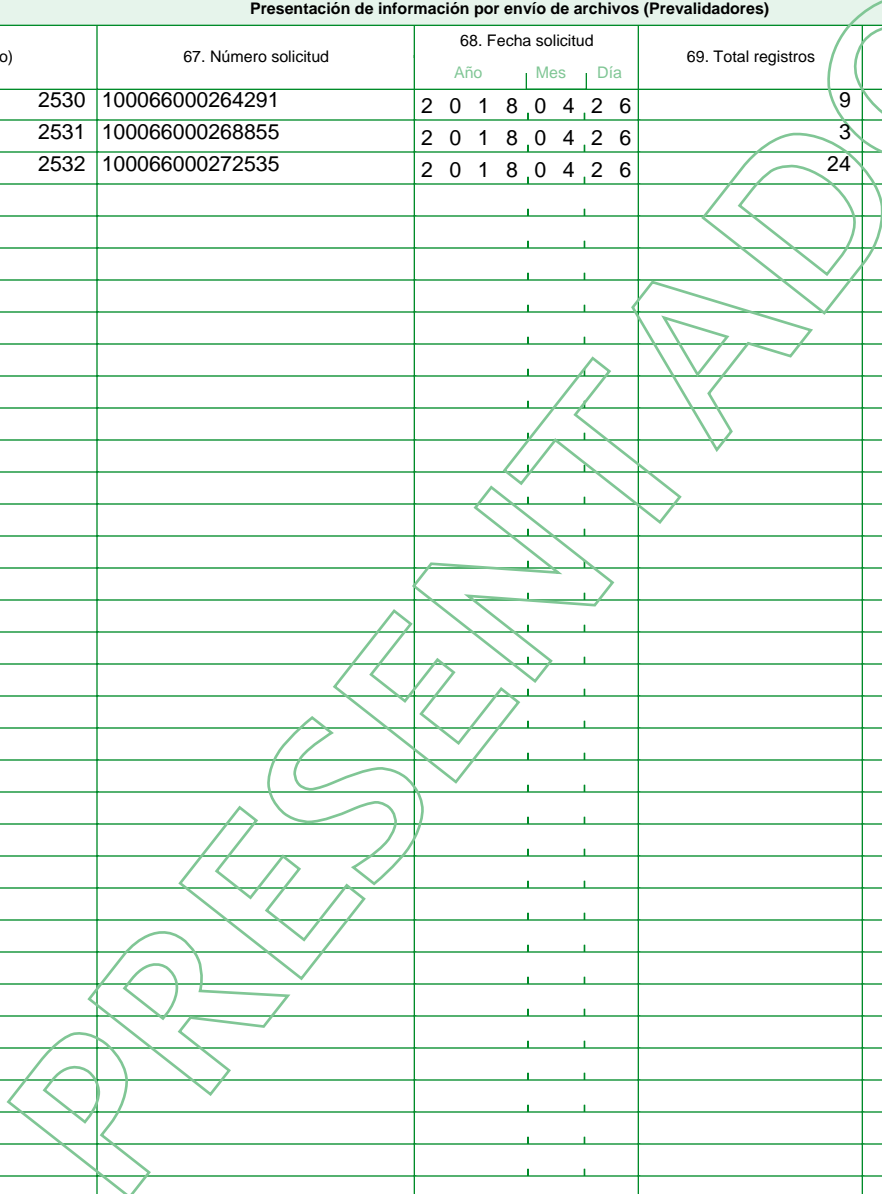 Presentación de información por envío de archivos (Prevalidadores)
o) 67. Número solicitud 68. Fecha solicitud 69. Total registros
Año Mes Día
2530 100066000264291 2 0 1 8 0 4 2 6 9
2531 100066000268855 2 0 1 8 0 4 2 6 3
2532 100066000272535 2 0 1 8 0 4 2 6 24
PRESENTADO